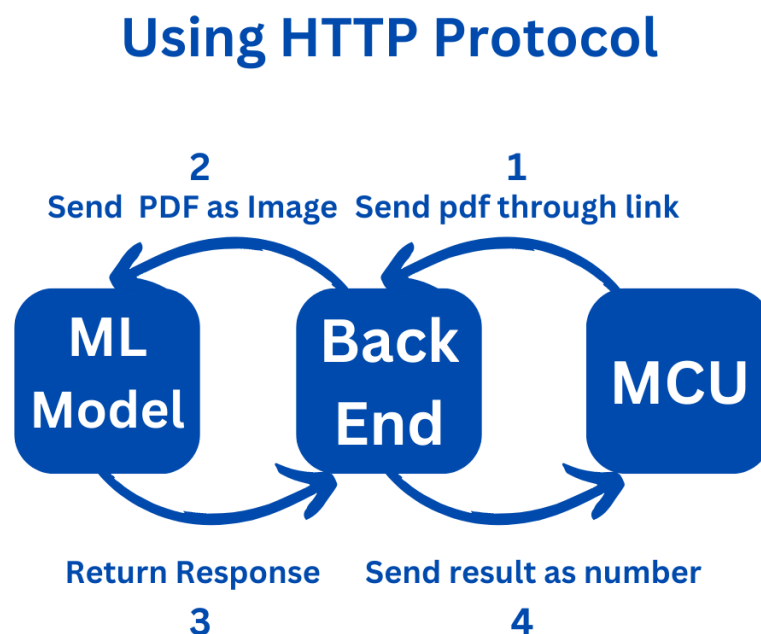 Using HTTP Protocol
2
Send PDF as Image
1
Send pdf through link
ML
Model
Back
End
MCU
Return Response
3
Send result as number
4